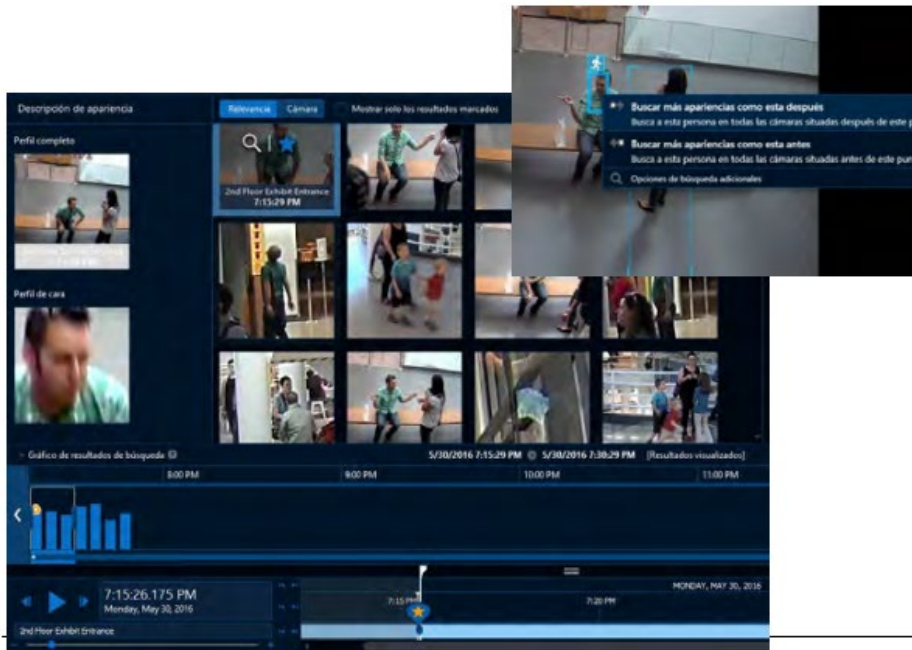 Buscar más apariencias como esta después
Busca a esta persona en todas las cámaras situadas después de este
Buscar más apariencias como esta antes
Busca a esta persona en todas las cámaras situadas antes de este
Opciones de búsqueda adicionales
Descripción de apariencia
Relevancia Cámara Mostrar solo los resultados marcados
Perfil completo
2nd Floor Exhibit Entrance
7:15:29 PM
Perfil de cara
Gráfico de resultados de búsqueda 5/30/2016 7:15:29 PM 5/30/2016 7:30:29 PM [Resultados visualizados]
8:00 PM 9:00 PM 10:00 PM 11:00 PM
7:15:26.175 PM
Monday, May 30, 2016
MONDAY, MAY 30, 2016
7:15 PM 7:20 PM
2nd Floor Exhibit Entrance